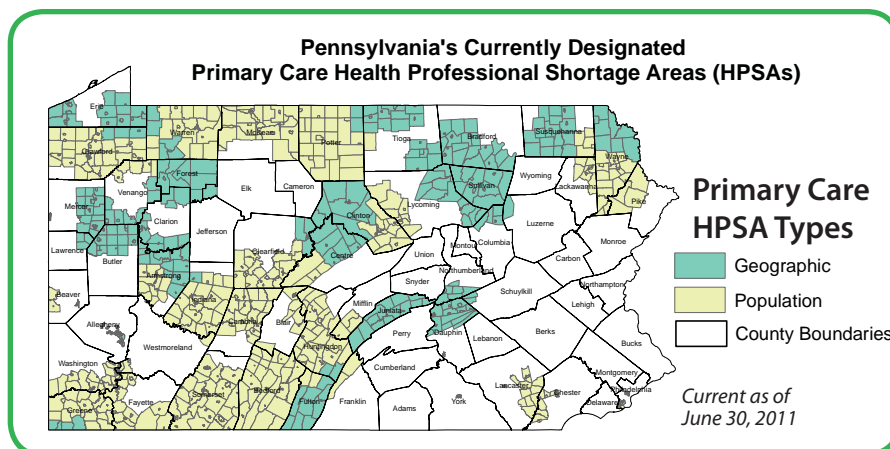 Pennsylvania's Currently Designated
Primary Care Health Professional Shortage Areas (HPSAs)
Erie
Warren
McKean
Tioga
Bradford
Susquehanna
Crawford
Potter
Wayne
Forest
Wyoming
Lackawanna
Venango
Elk
Cameron
Sullivan
Pike
Mercer
Clinton
Lycoming
Clarion
Luzerne
Jefferson
Monroe
Lawrence
Clearfield
Centre
Montour
Columbia
Butler
Union
Carbon
Armstrong
Northumberland
Northampton
Snyder
Schuylkill
Beaver
Indiana
Mifflin
Lehigh
Allegheny
Cambria
Blair
Juniata
Dauphin
Berks
Westmoreland
Perry
Lebanon
Bucks
Huntingdon
Washington
Cumberland
Montgomery
Lancaster
Chester
Philadelphia
Somerset
Bedford
Fayette
Fulton
Franklin
Adams
York
Delaware
Greene
Primary Care
HPSA Types
Geographic
Population
County Boundaries
Current as of
June 30, 2011